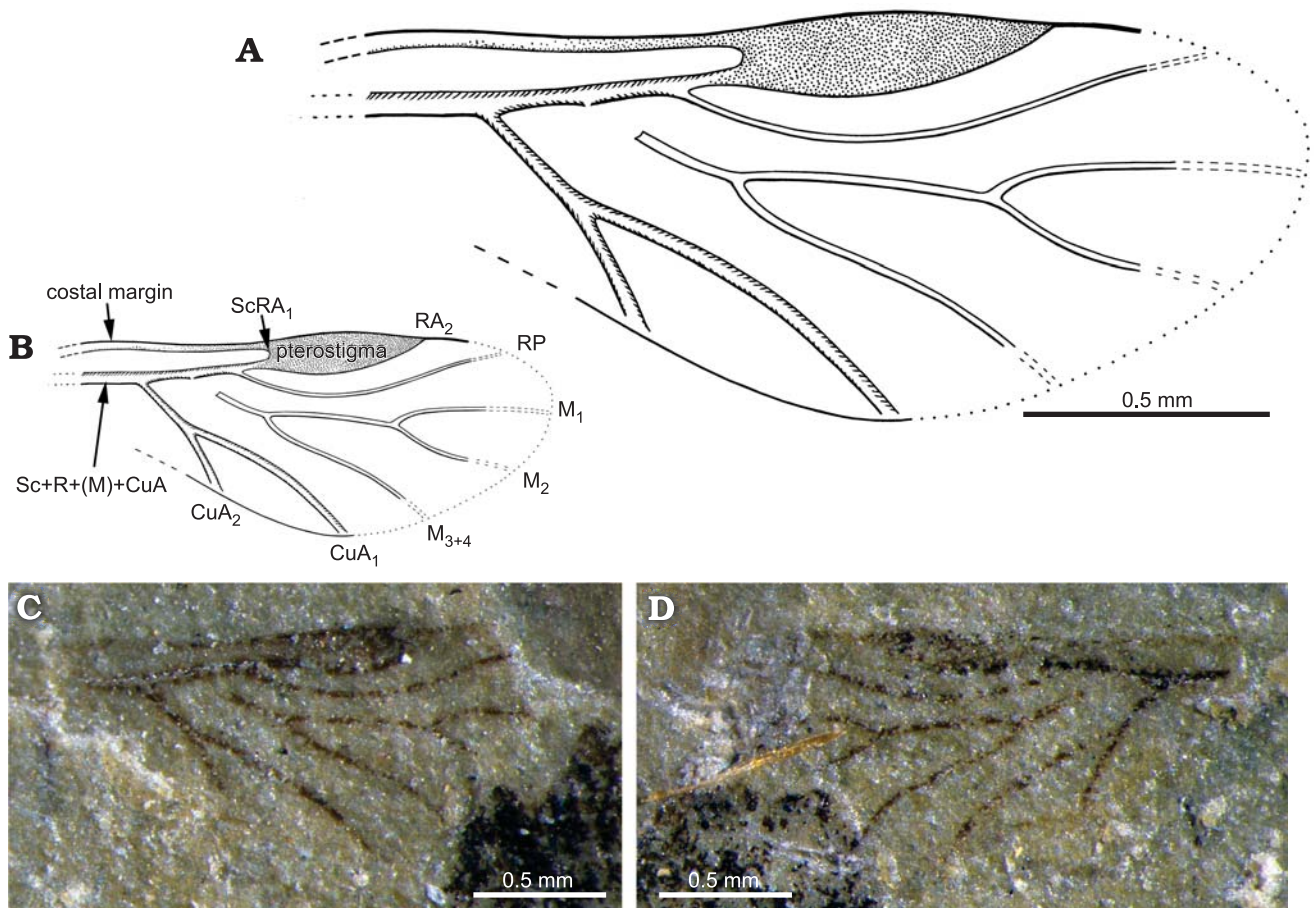 A
0.5 mm
B
costal margin
ScRA₁
pterostigma
RA₂
RP
M₁
M₂
M₃₊₄
CuA₁
CuA₂
Sc+R+(M)+CuA
C
0.5 mm
D
0.5 mm